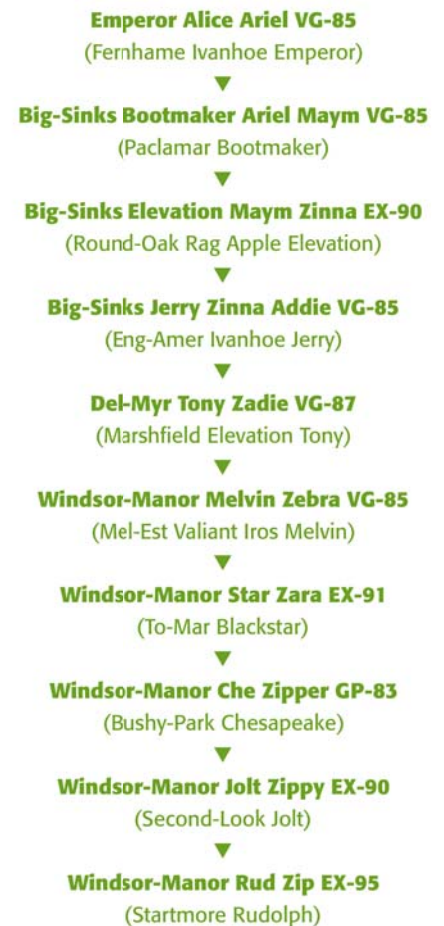 Emperor Alice Ariel VG-85
(Fernhame Ivanhoe Emperor)
▼
Big-Sinks Bootmaker Ariel Maym VG-85
(Paclamar Bootmaker)
▼
Big-Sinks Elevation Maym Zinna EX-90
(Round-Oak Rag Apple Elevation)
▼
Big-Sinks Jerry Zinna Addie VG-85
(Eng-Amer Ivanhoe Jerry)
▼
Del-Myr Tony Zadie VG-87
(Marshfield Elevation Tony)
▼
Windsor-Manor Melvin Zebra VG-85
(Mel-Est Valiant Iros Melvin)
▼
Windsor-Manor Star Zara EX-91
(To-Mar Blackstar)
▼
Windsor-Manor Che Zipper GP-83
(Bushy-Park Chesapeake)
▼
Windsor-Manor Jolt Zippy EX-90
(Second-Look Jolt)
▼
Windsor-Manor Rud Zip EX-95
(Startmore Rudolph)